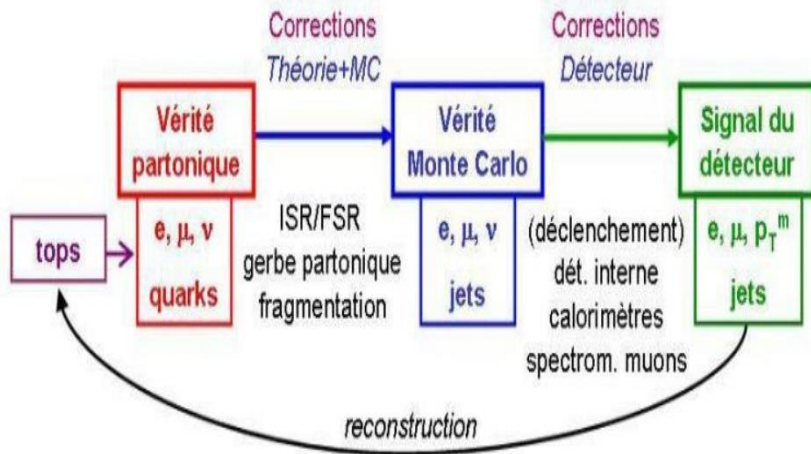 Corrections
Théorie+MC
Corrections
Détecteur
Vérité
partonique
Vérité
Monte Carlo
Signal du
détecteur
tops
e, μ, ν
quarks
ISR/FSR
gerbe partonique
fragmentation
e, μ, ν
jets
(déclenchement)
dét. interne
calorimètres
spectrom. muons
e, μ, pTm
jets
reconstruction